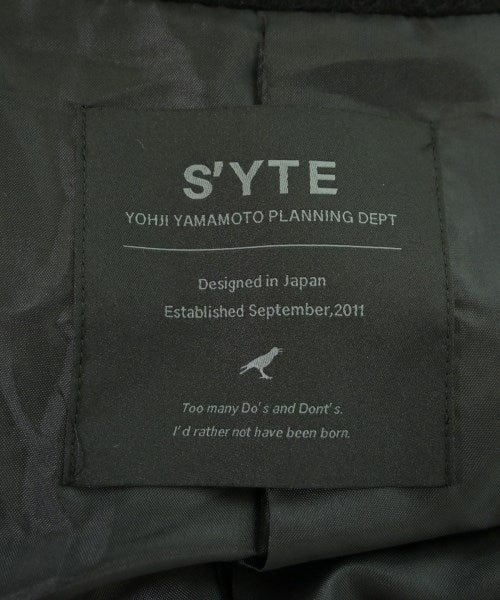 S'YTE
YOHJI YAMAMOTO PLANNING DEPT
Designed in Japan
Established September,2011
Too many Do's and Dont's.
I'd rather not have been born.